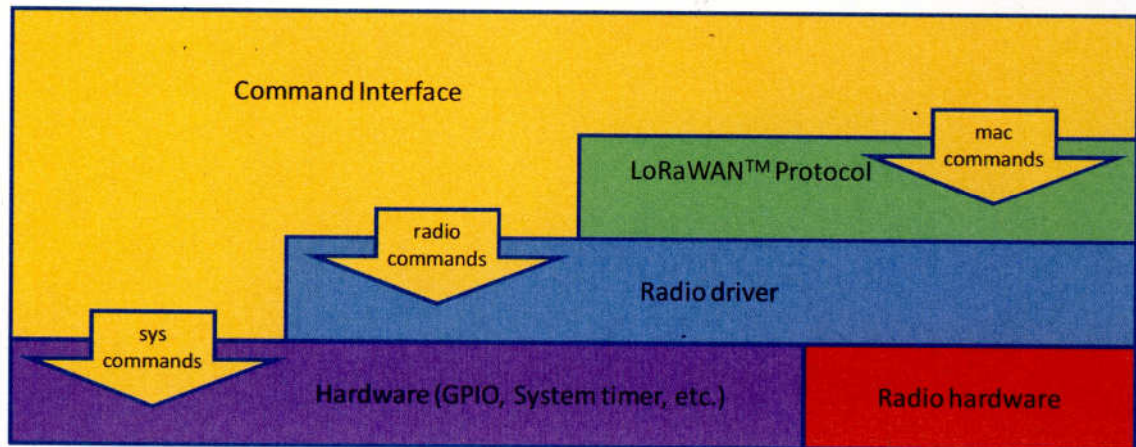 Command Interface
mac
commands
LoRaWAN™ Protocol
radio
commands
Radio driver
sys
commands
Hardware (GPIO, System timer, etc.)
Radio hardware